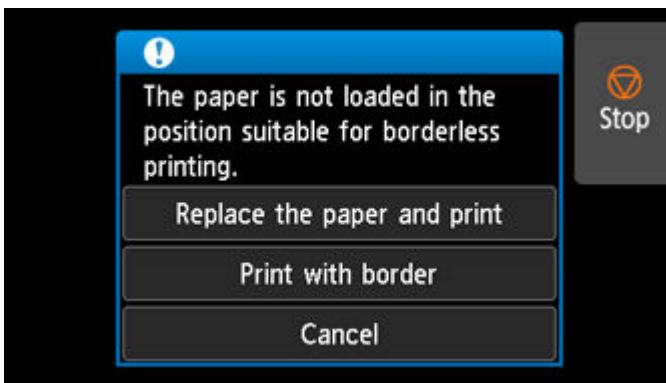 The paper is not loaded in the
position suitable for borderless
printing.
Stop
Replace the paper and print
Print with border
Cancel